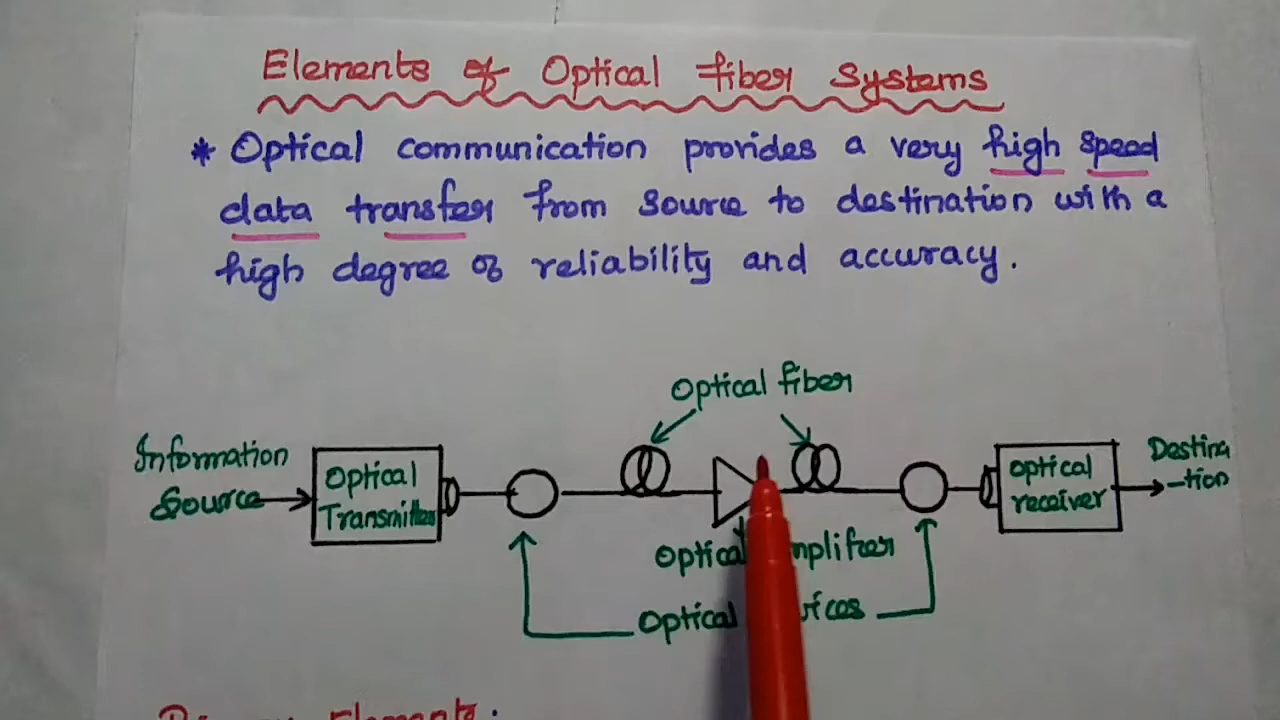 Elements of Optical fiber Systems
* Optical communication provides a very high speed
data transfer from source to destination with a
high degree of reliability and accuracy.
Optical fiber
Information
Source
Optical
Transmitter
Optical
receiver
Destina
-tion
Optical
Optical
Elements: